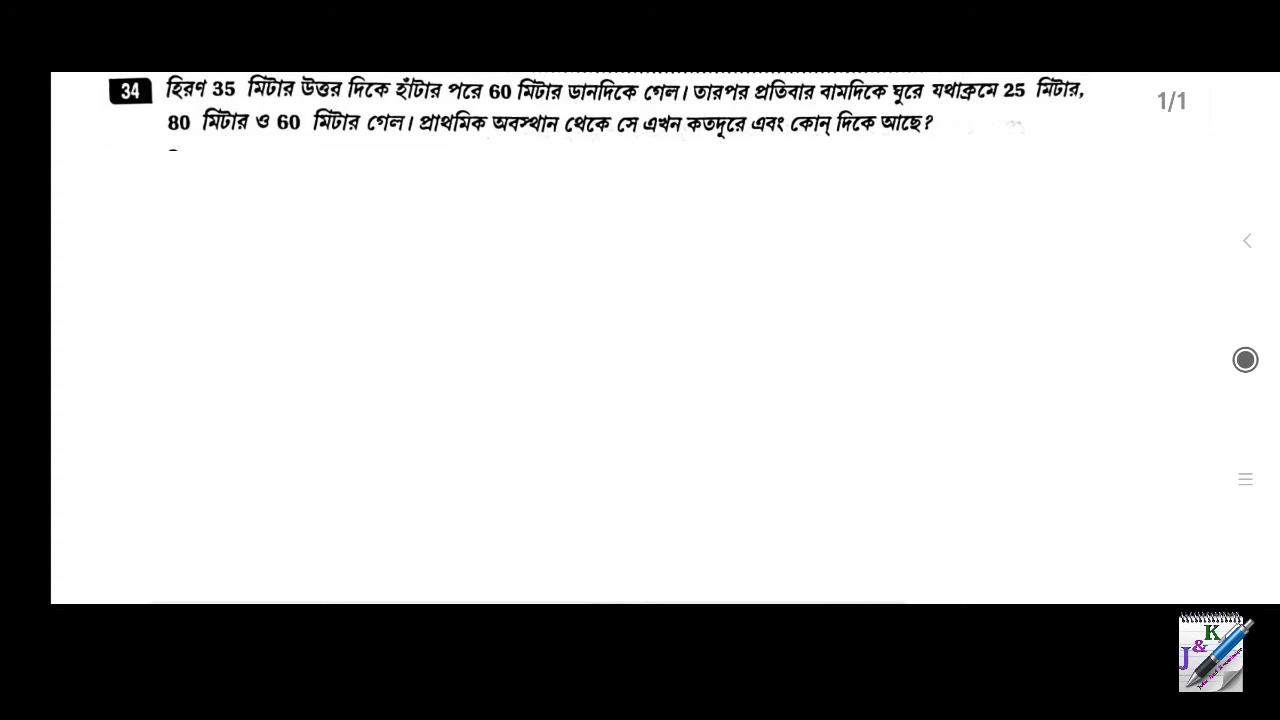 34 হিরণ 35 মিটার উত্তর দিকে হাঁটার পরে 60 মিটার ডানদিকে গেল। তারপর প্রতিবার বামদিকে ঘুরে যথাক্রমে 25 মিটার,
80 মিটার ও 60 মিটার গেল। প্রাথমিক অবস্থান থেকে সে এখন কতদূরে এবং কোন্ দিকে আছে?
1/1
J&K